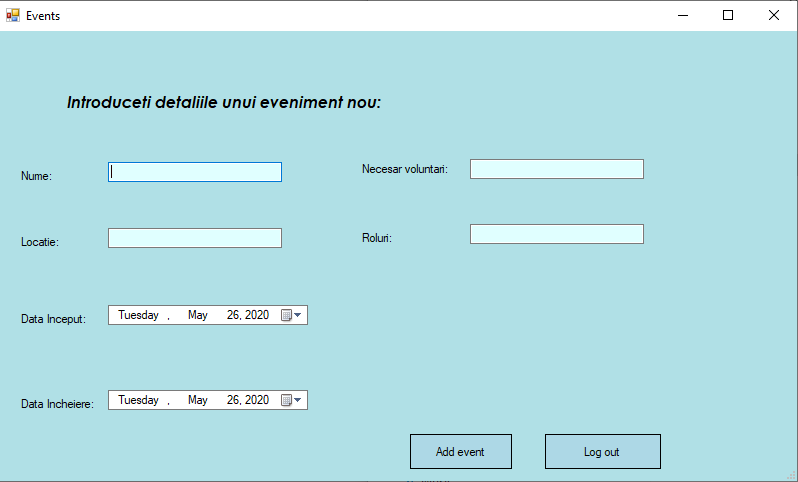 Events
Introduceti detaliile unui eveniment nou:
Nume:
Necesar voluntari:
Locatie:
Roluri:
Data Inceput:
Tuesday , May 26, 2020
Data Incheiere:
Tuesday , May 26, 2020
Add event
Log out